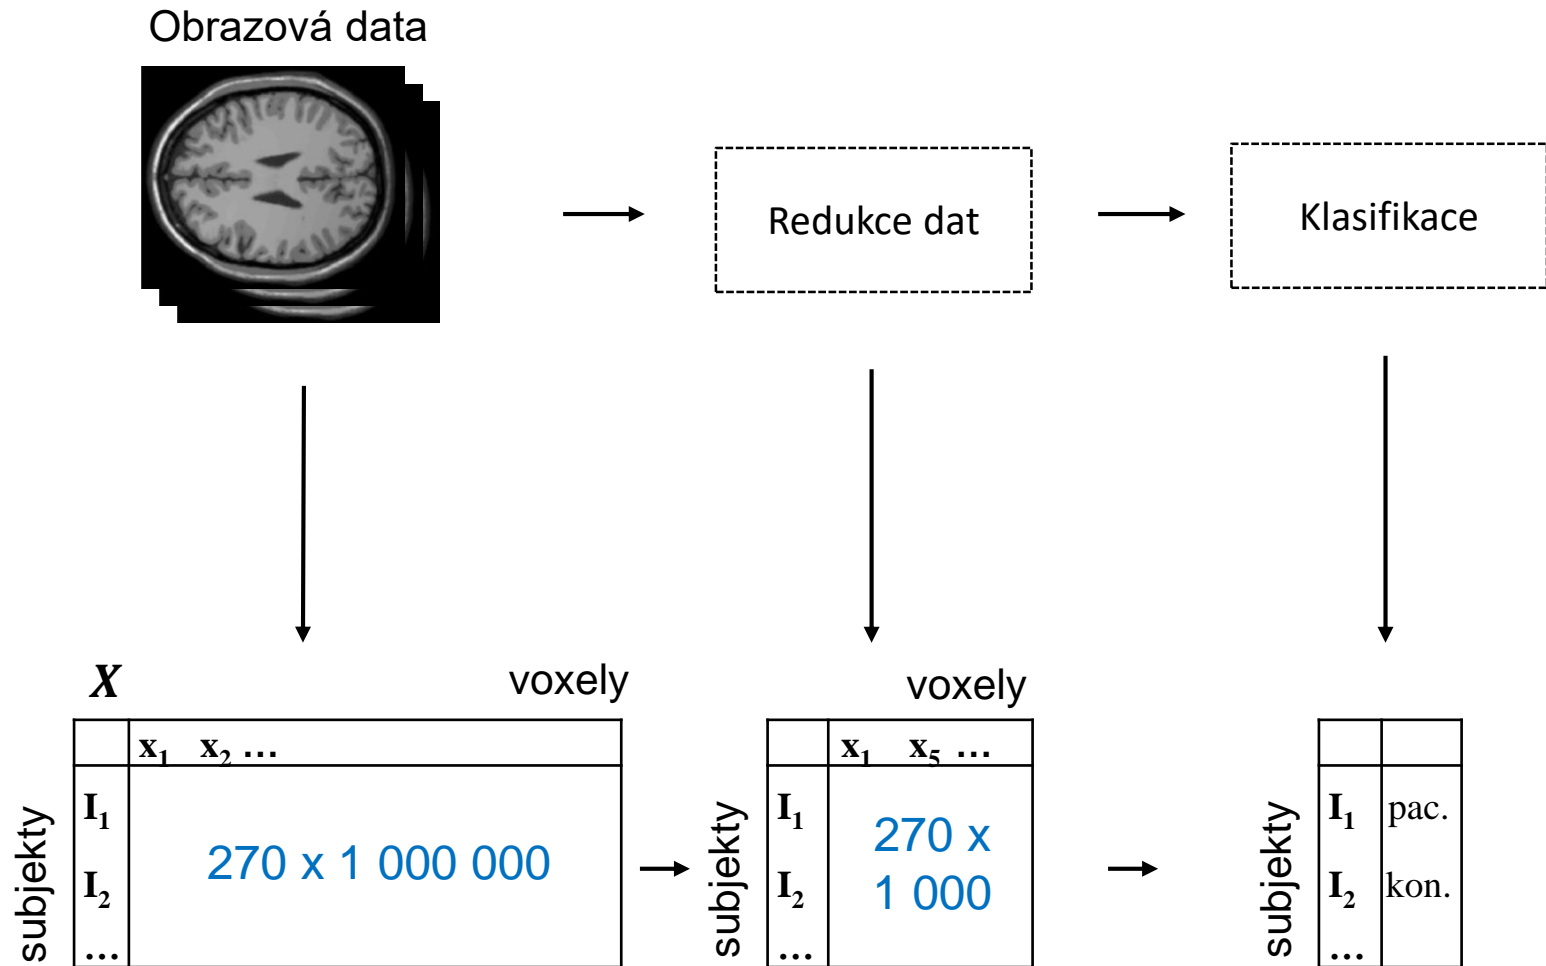 Obrazová data
Redukce dat
Klasifikace
X
voxely
x₁ x₂ …
subjekty
I₁
I₂
…
270 x 1 000 000
voxely
x₁ x₅ …
subjekty
I₁
I₂
…
270 x
1 000
subjekty
I₁ pac.
I₂ kon.
…